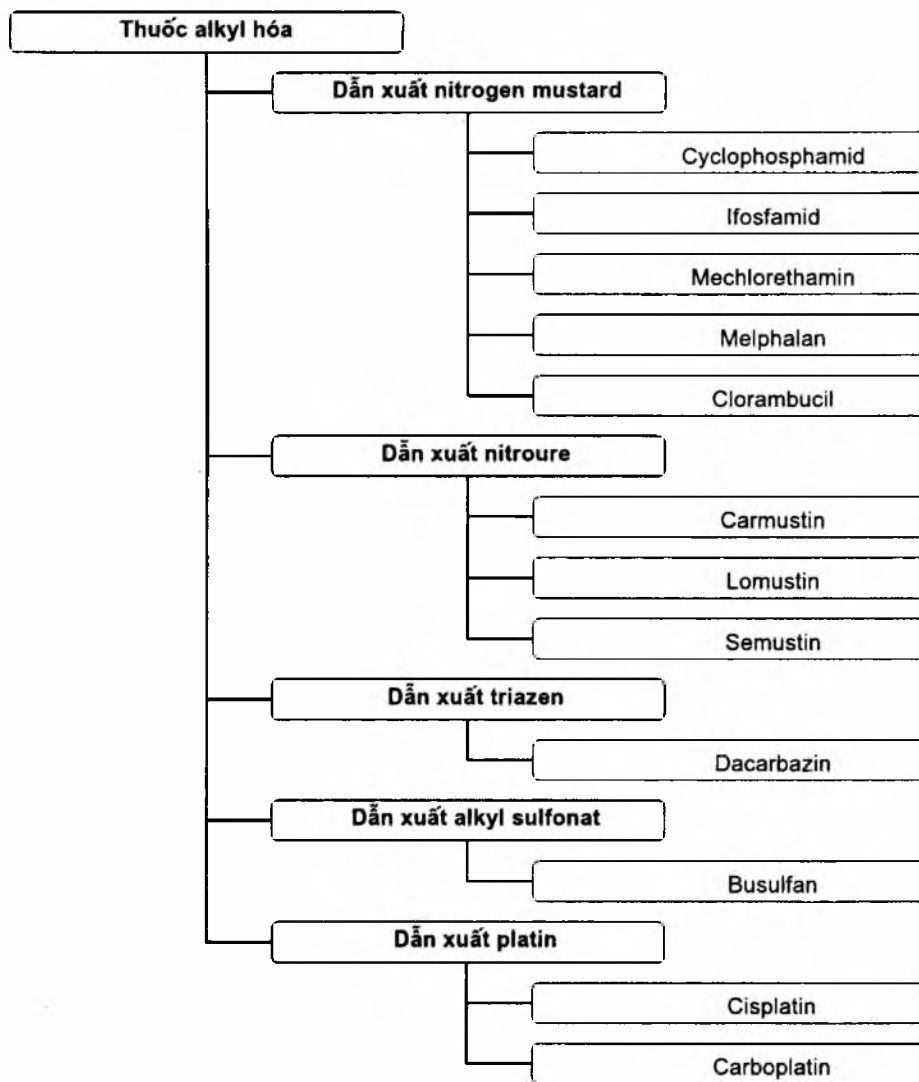 Thuốc alkyl hóa
Dẫn xuất nitrogen mustard
Cyclophosphamid
Ifosfamid
Mechlorethamin
Melphalan
Clorambucil
Dẫn xuất nitroure
Carmustin
Lomustin
Semustin
Dẫn xuất triazen
Dacarbazin
Dẫn xuất alkyl sulfonat
Busulfan
Dẫn xuất platin
Cisplatin
Carboplatin